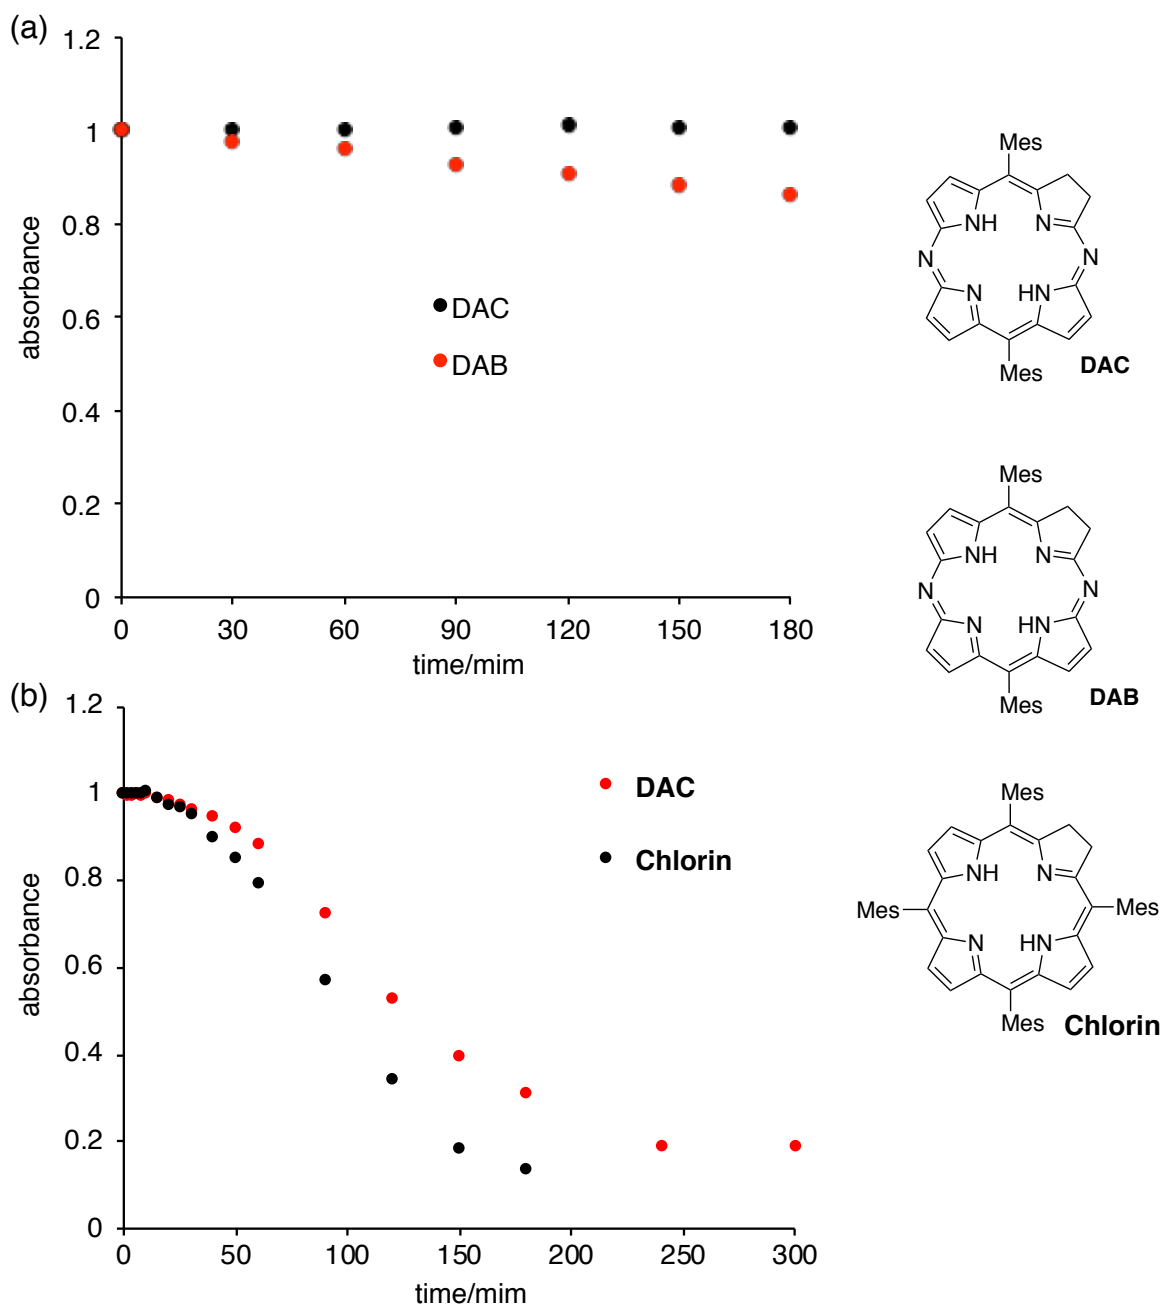 (a)
1.2
1
0.8
0.6
0.4
0.2
0
absorbance
DAC
DAB
0 30 60 90 120 150 180
time/mim
Mes
NH N
N N
N HN
Mes
DAC
Mes
NH N
N N
N HN
Mes
DAB
(b)
1.2
1
0.8
0.6
0.4
0.2
0
absorbance
DAC
Chlorin
0 50 100 150 200 250 300
time/mim
Mes
NH N
Mes Mes
N HN
Mes
Chlorin